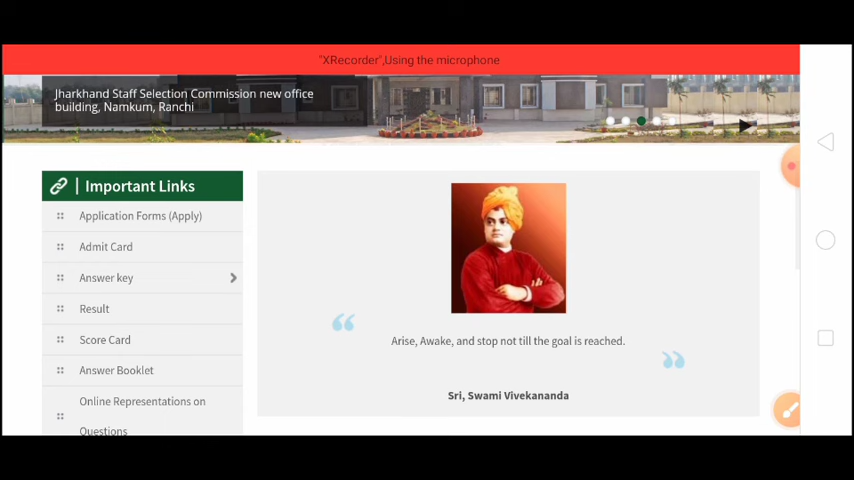 "XRecorder",Using the microphone
Jharkhand Staff Selection Commission new office
building, Namkum, Ranchi
Important Links
Application Forms (Apply)
Admit Card
Answer key
Result
Score Card
Answer Booklet
Online Representations on
Questions
“
Arise, Awake, and stop not till the goal is reached.
”
Sri, Swami Vivekananda